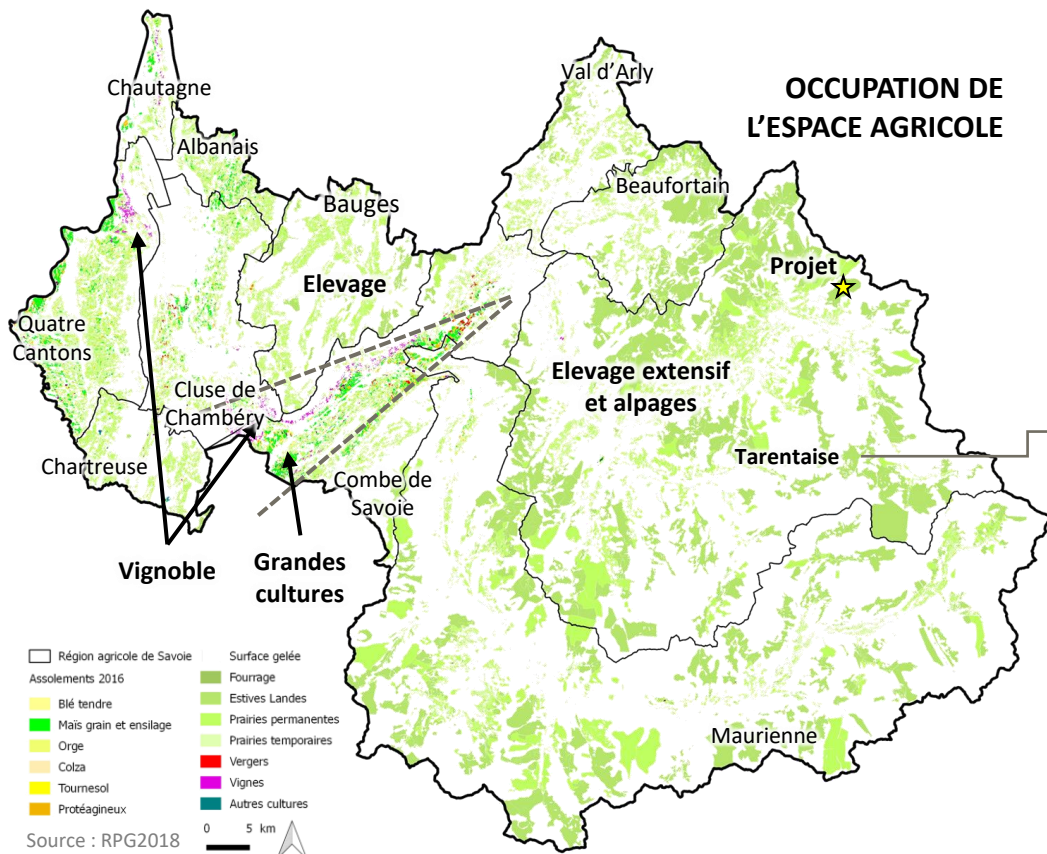 OCCUPATION DE
L'ESPACE AGRICOLE
Val d'Arly
Chautagne
Albanais
Beaufortain
Bauges
Projet
Elevage
Quatre
Cantons
Elevage extensif
et alpages
Cluse de
Chambéry
Tarentaise
Chartreuse
Combe de
Savoie
Vignoble
Grandes
cultures
Maurienne
Région agricole de Savoie
Assolements 2016
Blé tendre
Maïs grain et ensilage
Orge
Colza
Tournesol
Protéagineux
Surface gelée
Fourrage
Estives Landes
Prairies permanentes
Prairies temporaires
Vergers
Vignes
Autres cultures
0 5 km
Source : RPG2018